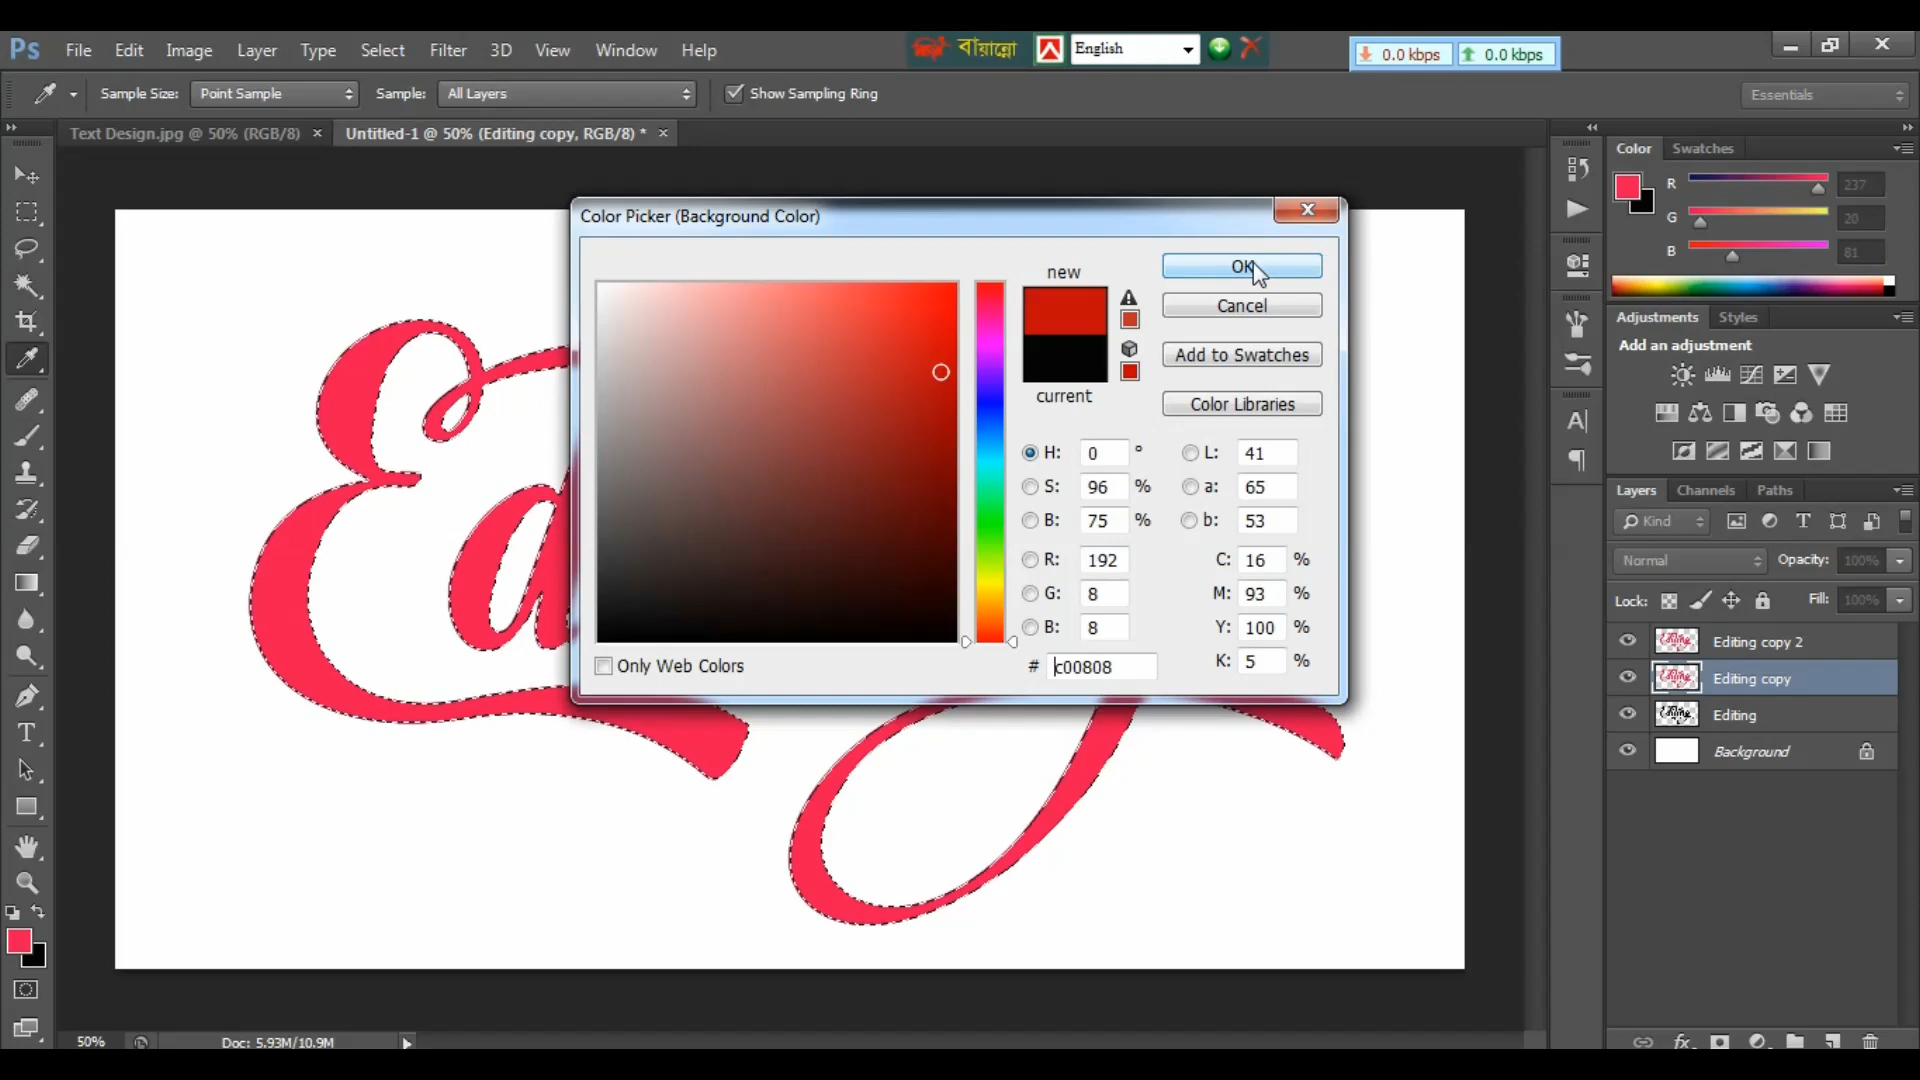 Ps File Edit Image Layer Type Select Filter 3D View Window Help
বায়ান্নো English 0.0 kbps 0.0 kbps
Sample Size: Point Sample Sample: All Layers Show Sampling Ring Essentials
Text Design.jpg @ 50% (RGB/8) × Untitled-1 @ 50% (Editing copy, RGB/8) * ×
Color Swatches
R 237
G 20
B 81
Color Picker (Background Color)
new
current
OK
Cancel
Add to Swatches
Color Libraries
H: 0 ° L: 41
S: 96 % a: 65
B: 75 % b: 53
R: 192 C: 16 %
G: 8 M: 93 %
B: 8 Y: 100 %
# c00808 K: 5 %
Only Web Colors
Adjustments Styles
Add an adjustment
Layers Channels Paths
Kind
Normal Opacity: 100%
Lock: Fill: 100%
Editing copy 2
Editing copy
Editing
Background
50% Doc: 5.93M/10.9M